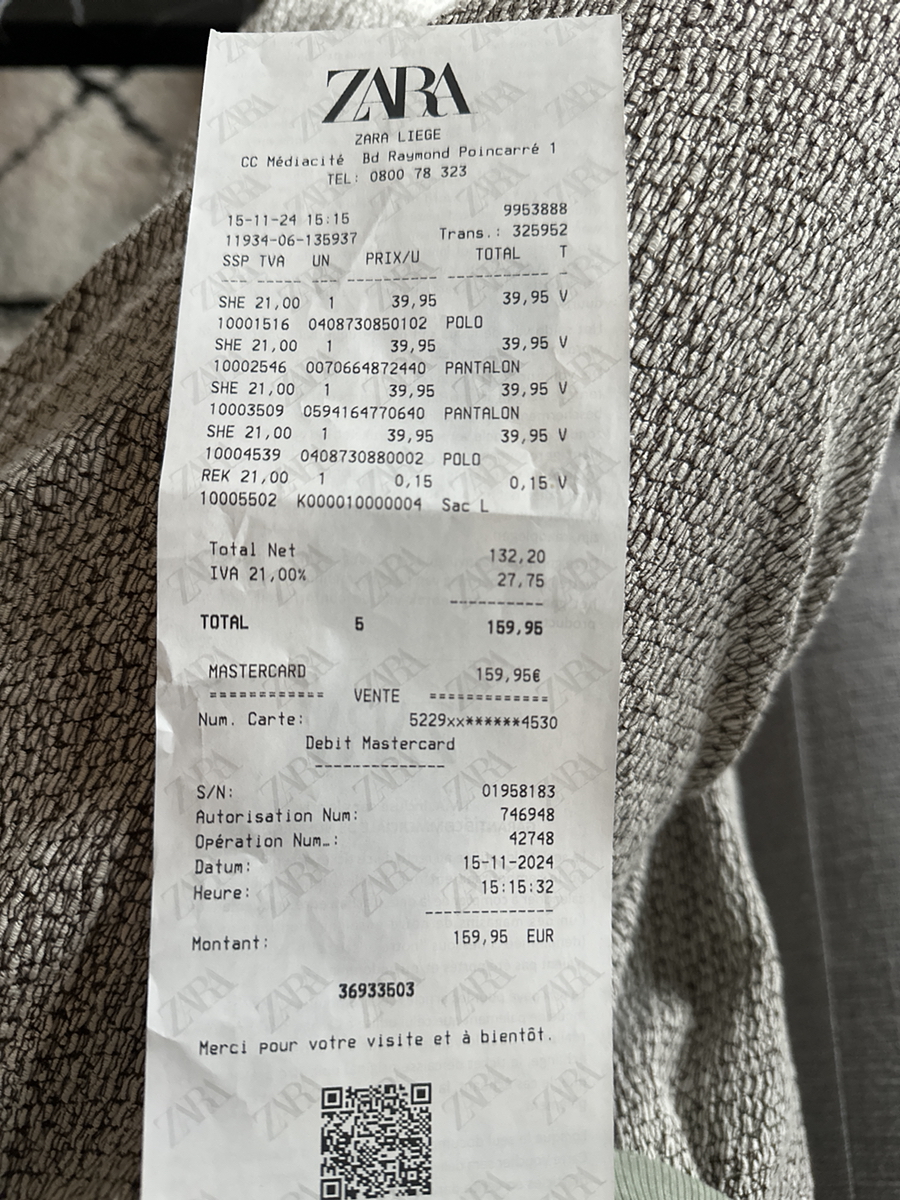 ZARA
ZARA LIEGE
CC Médiacité Bd Raymond Poincarré 1
TEL: 0800 78 323
9953888
15-11-24 15:15
11934-06-135937 Trans.: 325952
SSP TVA UN PRIX/U TOTAL T
--- ----- --- ----------- ----------- -
SHE 21,00 1 39,95 39,95 V
10001516 0408730850102 POLO
SHE 21,00 1 39,95 39,95 V
10002546 0070664872440 PANTALON
SHE 21,00 1 39,95 39,95 V
10003509 0594164770640 PANTALON
SHE 21,00 1 39,95 39,95 V
10004539 0408730880002 POLO
REK 21,00 1 0,15 0,15 V
10005502 K000010000004 Sac L
Total Net 132,20
IVA 21,00% 27,75
-----------
TOTAL 5 159,95
MASTERCARD 159,95€
============ VENTE =============
Num. Carte: 5229xx******4530
Debit Mastercard
--------------
S/N: 01958183
Autorisation Num: 746948
Opération Num…: 42748
Datum: 15-11-2024
Heure: 15:15:32
--------------
Montant: 159,95 EUR
36933503
Merci pour votre visite et à bientôt.